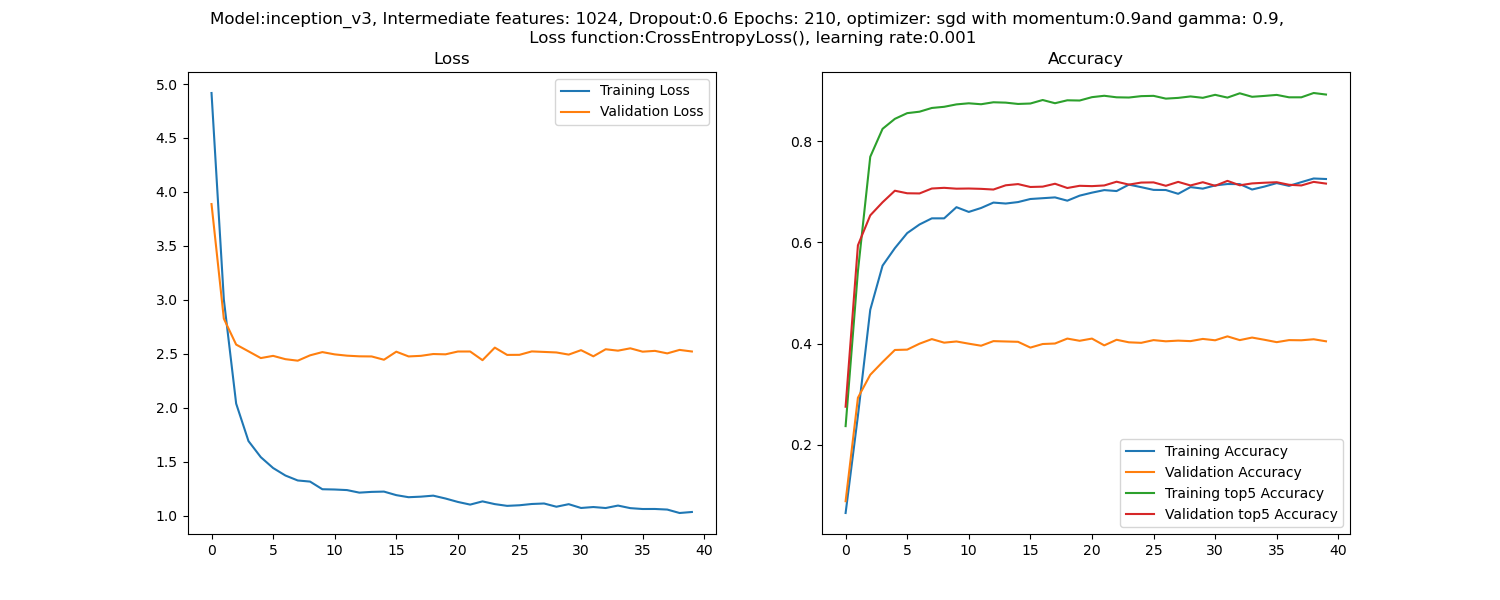 Model:inception_v3, Intermediate features: 1024, Dropout:0.6 Epochs: 210, optimizer: sgd with momentum:0.9and gamma: 0.9,
Loss function:CrossEntropyLoss(), learning rate:0.001
Loss
5.0
4.5
4.0
3.5
3.0
2.5
2.0
1.5
1.0
0 5 10 15 20 25 30 35 40
Training Loss
Validation Loss
Accuracy
0.8
0.6
0.4
0.2
0 5 10 15 20 25 30 35 40
Training Accuracy
Validation Accuracy
Training top5 Accuracy
Validation top5 Accuracy